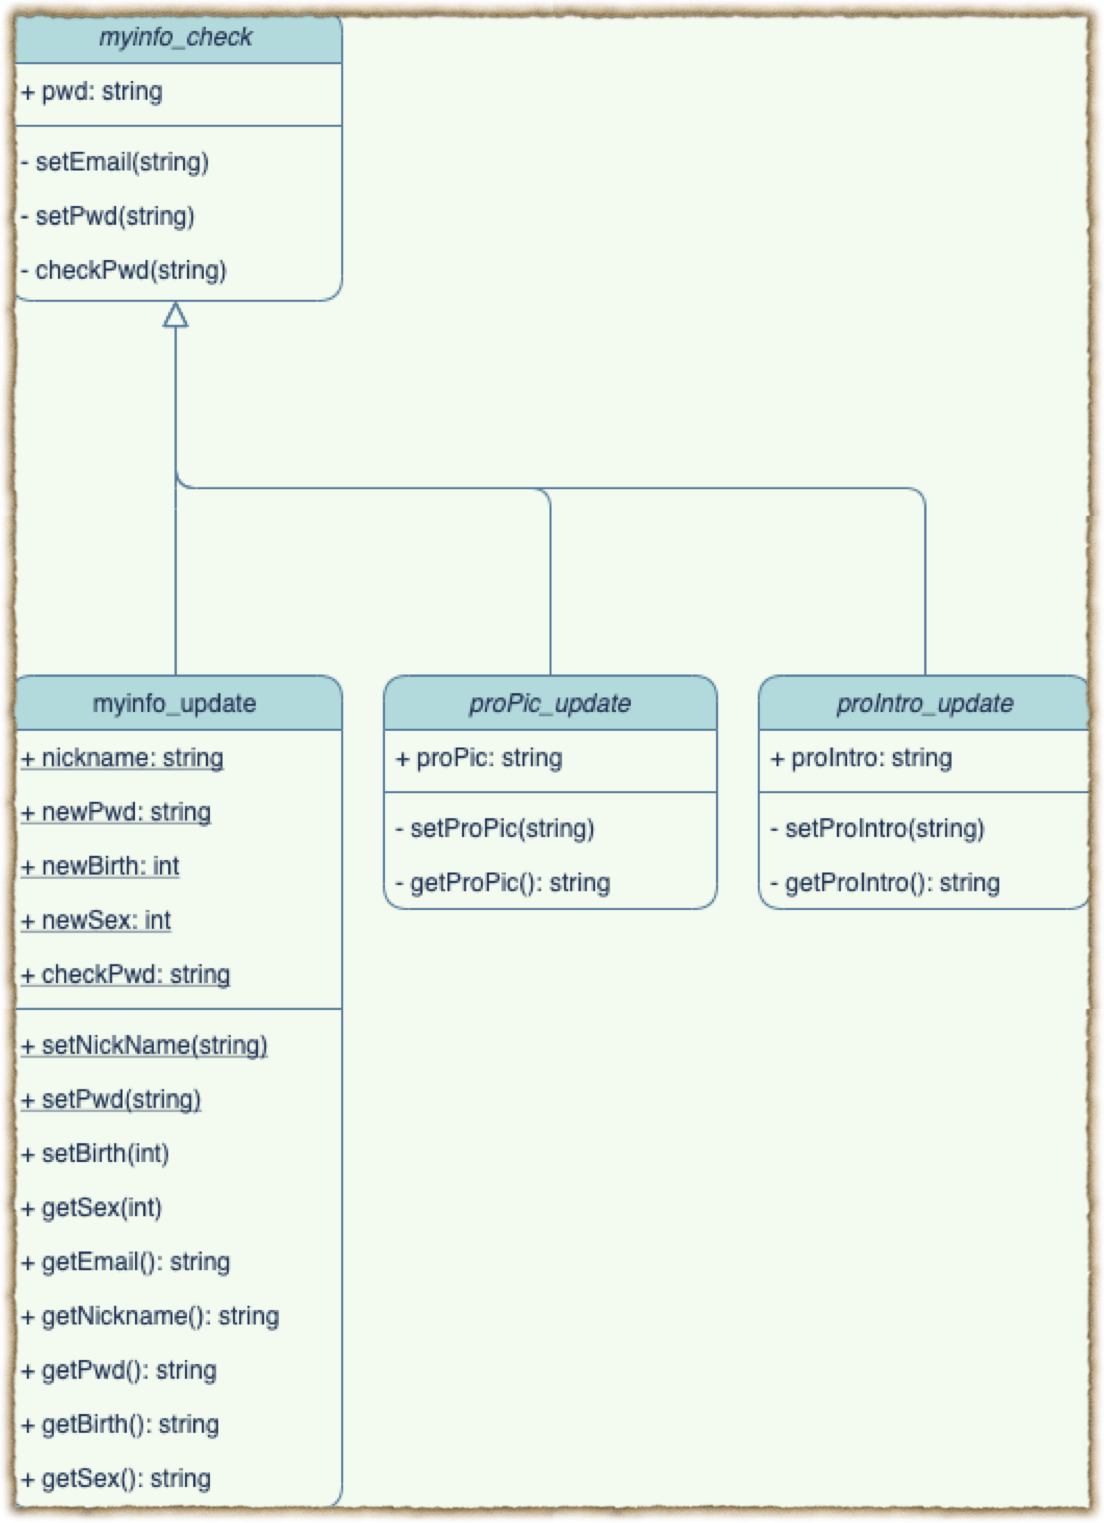 myinfo_check
+ pwd: string
- setEmail(string)
- setPwd(string)
- checkPwd(string)
myinfo_update
+ nickname: string
+ newPwd: string
+ newBirth: int
+ newSex: int
+ checkPwd: string
+ setNickName(string)
+ setPwd(string)
+ setBirth(int)
+ getSex(int)
+ getEmail(): string
+ getNickname(): string
+ getPwd(): string
+ getBirth(): string
+ getSex(): string
proPic_update
+ proPic: string
- setProPic(string)
- getProPic(): string
proIntro_update
+ proIntro: string
- setProIntro(string)
- getProIntro(): string